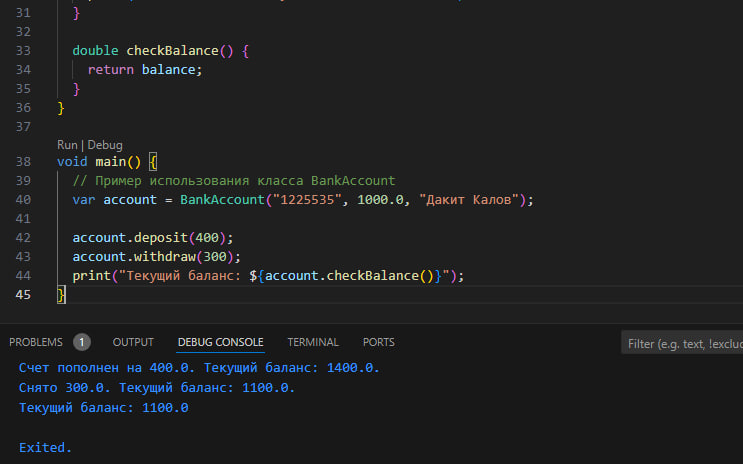 31 }
32
33 double checkBalance() {
34 return balance;
35 }
36 }
37
Run | Debug
38 void main() {
39 // Пример использования класса BankAccount
40 var account = BankAccount("1225535", 1000.0, "Дакит Калов");
41
42 account.deposit(400);
43 account.withdraw(300);
44 print("Текущий баланс: ${account.checkBalance()}");
45 }
PROBLEMS 1 OUTPUT DEBUG CONSOLE TERMINAL PORTS Filter (e.g. text, !exclu
Счет пополнен на 400.0. Текущий баланс: 1400.0.
Снято 300.0. Текущий баланс: 1100.0.
Текущий баланс: 1100.0
Exited.